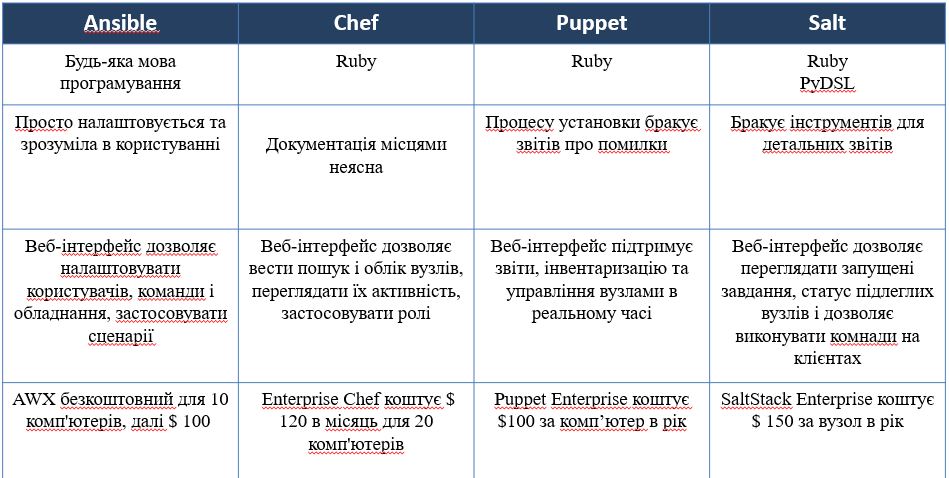 Ansible
Chef
Puppet
Salt
Будь-яка мова
програмування
Ruby
Ruby
Ruby
PyDSL
Просто налаштовується та
зрозуміла в користуванні
Документація місцями
неясна
Процесу установки бракує
звітів про помилки
Бракує інструментів для
детальних звітів
Веб-інтерфейс дозволяє
налаштовувати
користувачів, команди і
обладнання, застосовувати
сценарії
Веб-інтерфейс дозволяє
вести пошук і облік вузлів,
переглядати їх активність,
застосовувати ролі
Веб-інтерфейс підтримує
звіти, інвентаризацію та
управління вузлами в
реальному часі
Веб-інтерфейс дозволяє
переглядати запущені
завдання, статус підлеглих
вузлів і дозволяє
виконувати комнади на
клієнтах
AWX безкоштовний для 10
комп'ютерів, далі $ 100
Enterprise Chef коштує $
120 в місяць для 20
комп'ютерів
Puppet Enterprise коштує
$100 за комп’ютер в рік
SaltStack Enterprise коштує
$ 150 за вузол в рік